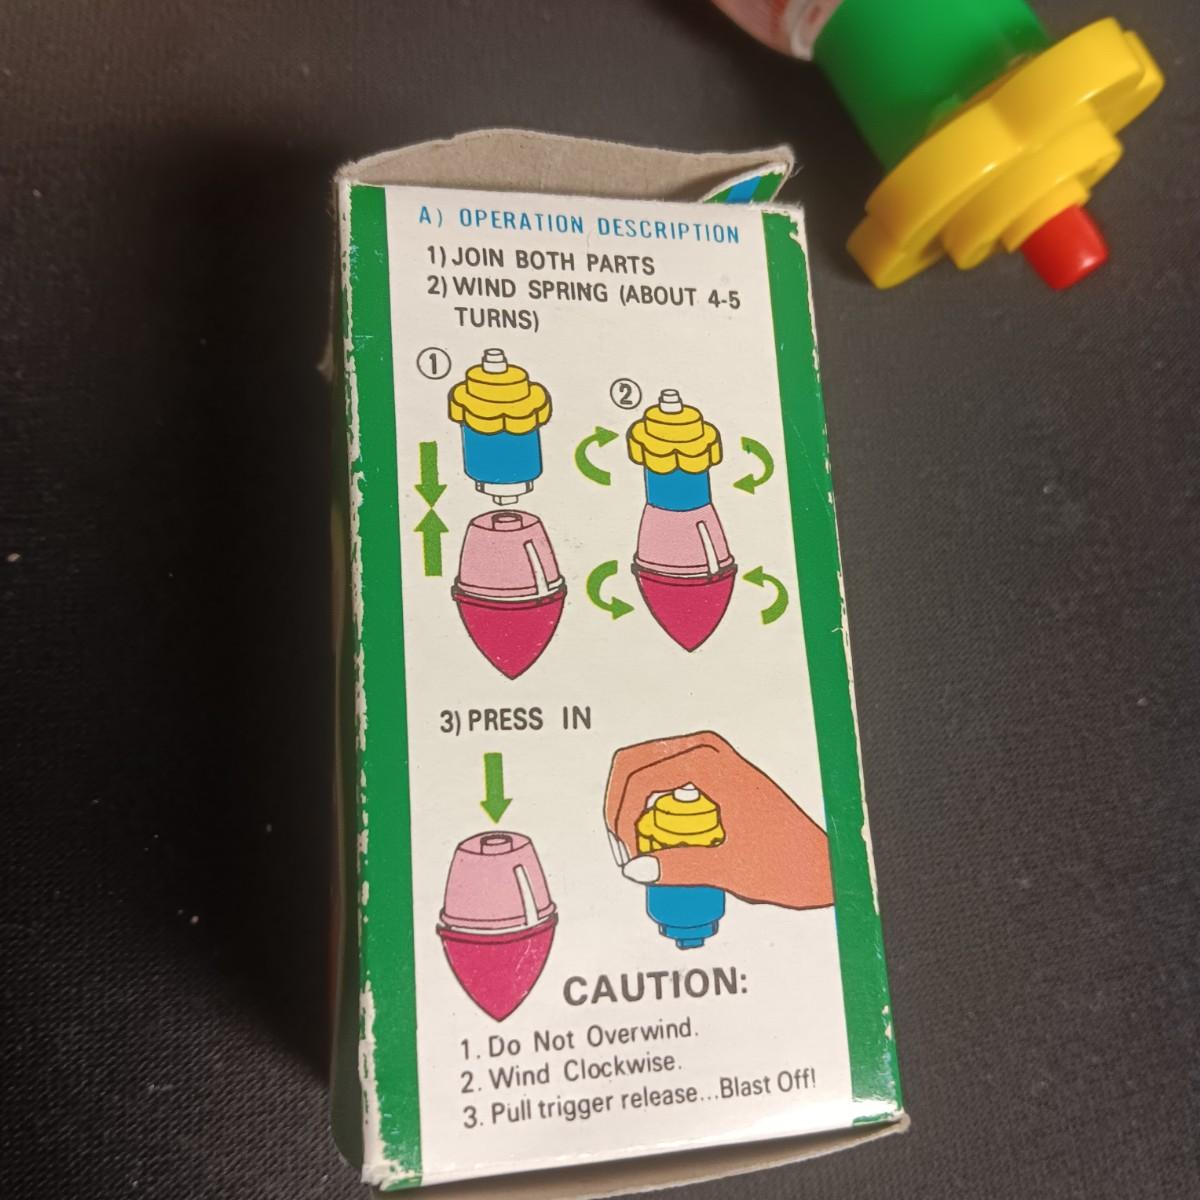 A) OPERATION DESCRIPTION
1) JOIN BOTH PARTS
2) WIND SPRING (ABOUT 4-5
TURNS)
①
②
3) PRESS IN
CAUTION:
1. Do Not Overwind.
2. Wind Clockwise.
3. Pull trigger release...Blast Off!